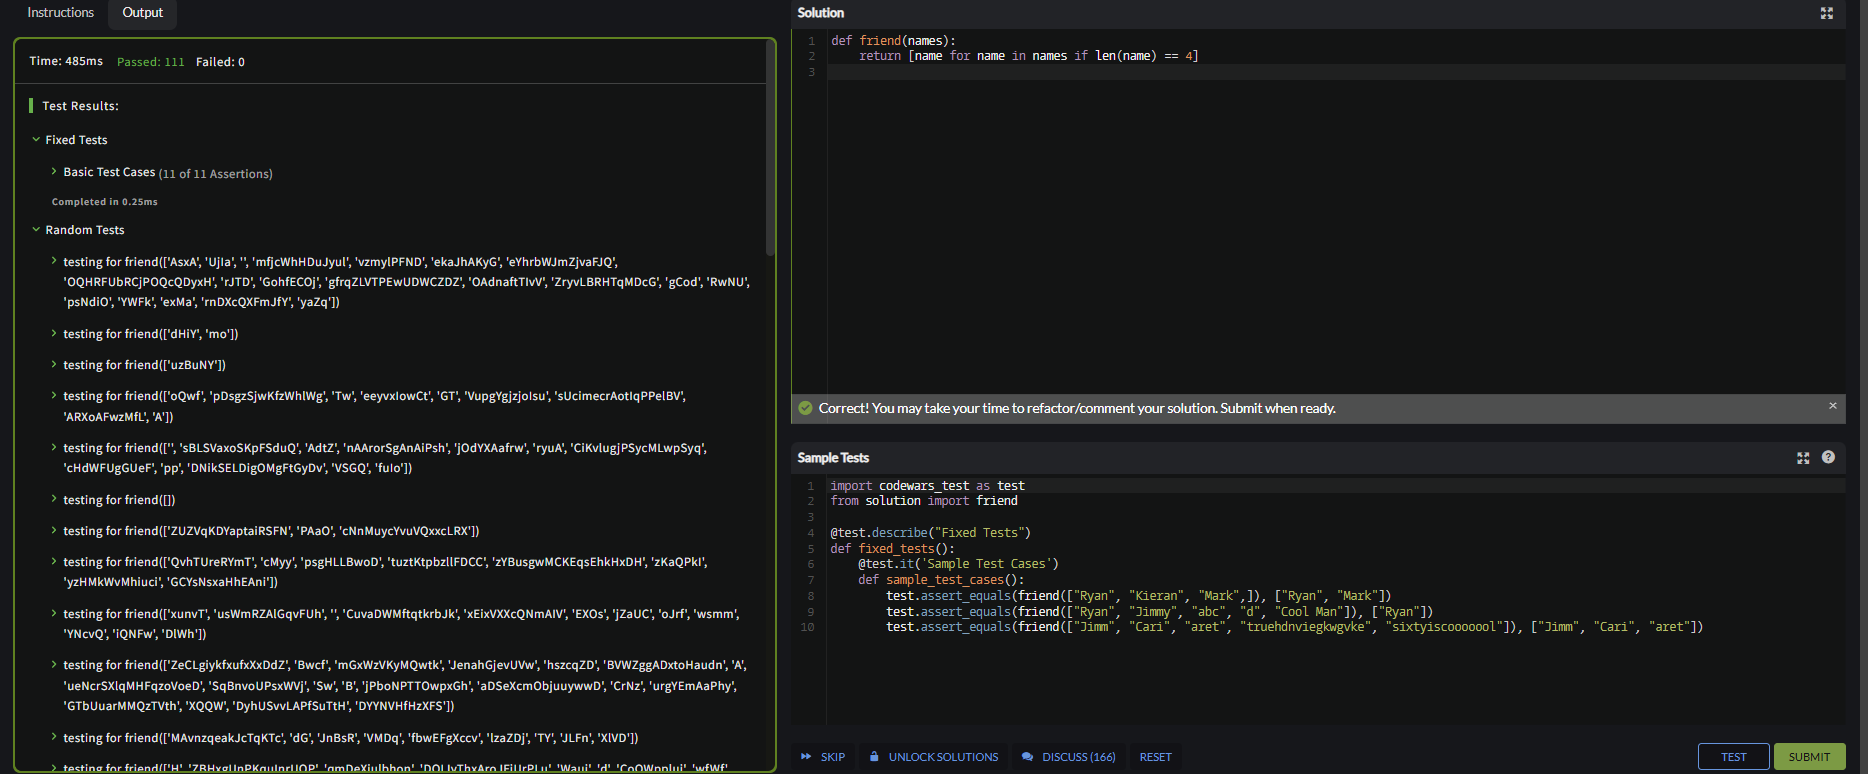 Instructions
Output
Time: 485ms Passed: 111 Failed: 0
Test Results:
Fixed Tests
Basic Test Cases (11 of 11 Assertions)
Completed in 0.25ms
Random Tests
testing for friend(['AsxA', 'UjIa', '', 'mfjcWhHDuJyul', 'vzmylPFND', 'ekaJhAKyG', 'eYhrbWJmZjvaFJQ',
'OQHRFUbRCjPOQcQDyxH', 'rJTD', 'GohfECOj', 'gfrqZLVTPEwUDWCZDZ', 'OAdnaftTIvV', 'ZryvLBRHTqMDcG', 'gCod', 'RwNU',
'psNdiO', 'YWFk', 'exMa', 'rnDXcQXFmJfY', 'yaZq'])
testing for friend(['dHiY', 'mo'])
testing for friend(['uzBuNY'])
testing for friend(['oQwf', 'pDsgzSjwKfzWhlWg', 'Tw', 'eeyvxIowCt', 'GT', 'VupgYgjzjoIsu', 'sUcimecrAotIqPPelBV',
'ARXoAFwzMfL', 'A'])
testing for friend(['', 'sBLSVaxoSKpFSduQ', 'AdtZ', 'nAArorSgAnAiPsh', 'jOdYXAafrw', 'ryuA', 'CiKvlugjPSycMLwpSyq',
'cHdWFUgGUeF', 'pp', 'DNikSELDigOMgFtGyDv', 'VSGQ', 'fuIo'])
testing for friend([])
testing for friend(['ZUZVqKDYaptaiRSFN', 'PAaO', 'cNnMuycYvuVQxxcLRX'])
testing for friend(['QvhTUreRYmT', 'cMyy', 'psgHLLBwoD', 'tuztKtpbzllFDCC', 'zYBusgwMCKEqsEhkHxDH', 'zKaQPkI',
'yzHMkWvMhiuci', 'GCYsNsxaHhEAni'])
testing for friend(['xunvT', 'usWmRZAlGqvFUh', '', 'CuvaDWMftqtkrbJk', 'xEixVXXcQNmAIV', 'EXOs', 'jZaUC', 'oJrf', 'wsmm',
'YNcvQ', 'iQNFw', 'DlWh'])
testing for friend(['ZeCLgiykfxufxXxDdZ', 'Bwcf', 'mGxWzVKyMQwtk', 'JenahGjevUVw', 'hszcqZD', 'BVWZggADxtoHaudn', 'A',
'ueNcrSXlqMHFqzoVoeD', 'SqBnvoUPsxWVj', 'Sw', 'B', 'jPboNPTTOwpxGh', 'aDSeXcmObjuuywwD', 'CrNz', 'urgYEmAaPhy',
'GTbUuarMMQzTVth', 'XQQW', 'DyhUSvvLAPfSuTtH', 'DYYNVHfHzXFS'])
testing for friend(['MAvnzqeakJcTqKTc', 'dG', 'JnBsR', 'VMDq', 'fbwEFgXccv', 'lzaZDj', 'TY', 'JLFn', 'XlVD'])
testing for friend(['H',
Solution
1 def friend(names):
2 return [name for name in names if len(name) == 4]
3
Correct! You may take your time to refactor/comment your solution. Submit when ready.
Sample Tests
1 import codewars_test as test
2 from solution import friend
3
4 @test.describe("Fixed Tests")
5 def fixed_tests():
6 @test.it('Sample Test Cases')
7 def sample_test_cases():
8 test.assert_equals(friend(["Ryan", "Kieran", "Mark",]), ["Ryan", "Mark"])
9 test.assert_equals(friend(["Ryan", "Jimmy", "abc", "d", "Cool Man"]), ["Ryan"])
10 test.assert_equals(friend(["Jimm", "Cari", "aret", "truehdnviegkwgvke", "sixtyiscooooool"]), ["Jimm", "Cari", "aret"])
SKIP
UNLOCK SOLUTIONS
DISCUSS (166)
RESET
TEST
SUBMIT